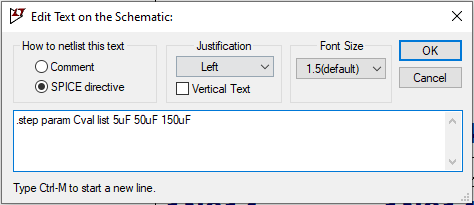 Edit Text on the Schematic:
How to netlist this text
Comment
SPICE directive
Justification
Left
Vertical Text
Font Size
1.5(default)
OK
Cancel
.step param Cval list 5uF 50uF 150uF
Type Ctrl-M to start a new line.